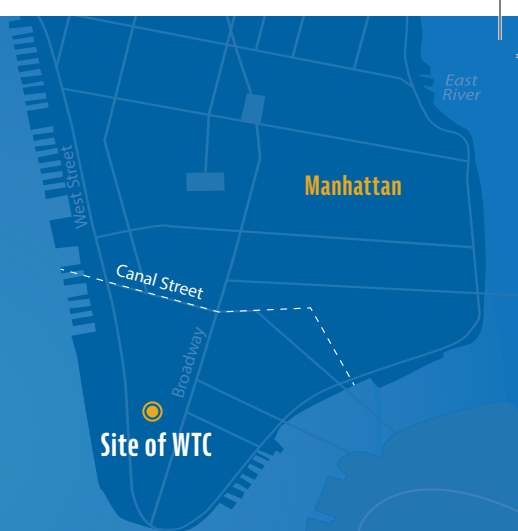 East
River
Manhattan
West Street
Canal Street
Broadway
Site of WTC